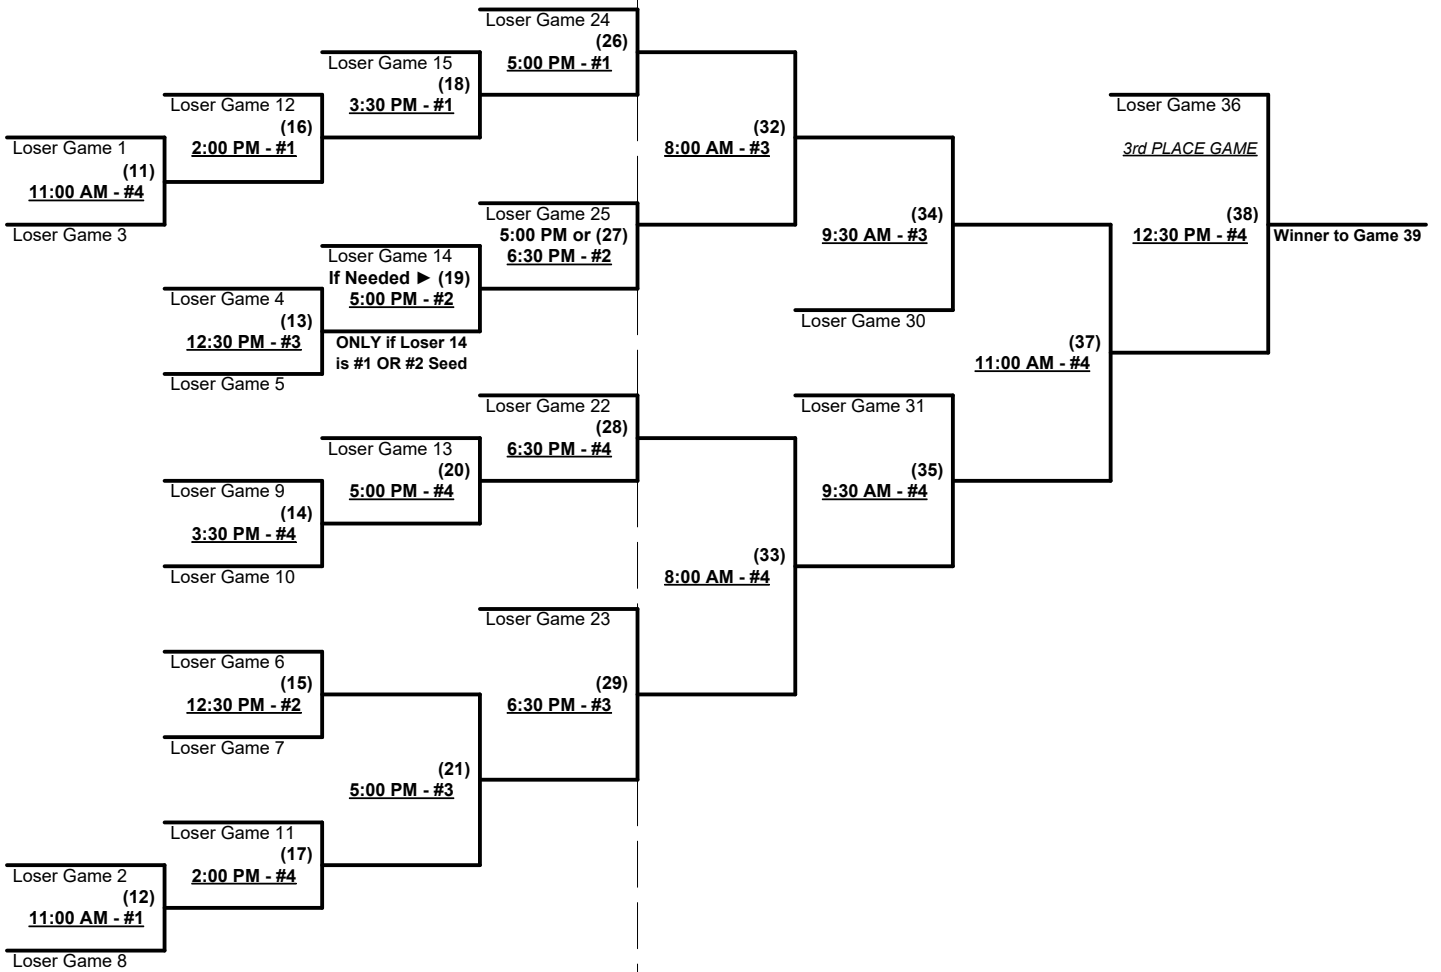 Loser Game 24
(26)
5:00 PM - #1
Loser Game 15
(18)
3:30 PM - #1
Loser Game 12
(16)
2:00 PM - #1
Loser Game 1
(11)
11:00 AM - #4
Loser Game 3
(32)
8:00 AM - #3
Loser Game 36
3rd PLACE GAME
(38)
12:30 PM - #4
Winner to Game 39
Loser Game 25
5:00 PM or (27)
6:30 PM - #2
(34)
9:30 AM - #3
Loser Game 14
If Needed ► (19)
5:00 PM - #2
ONLY if Loser 14
is #1 OR #2 Seed
Loser Game 4
(13)
12:30 PM - #3
Loser Game 5
Loser Game 30
(37)
11:00 AM - #4
Loser Game 22
(28)
6:30 PM - #4
Loser Game 31
(35)
9:30 AM - #4
Loser Game 13
(20)
5:00 PM - #4
Loser Game 9
(14)
3:30 PM - #4
Loser Game 10
(33)
8:00 AM - #4
Loser Game 23
(29)
6:30 PM - #3
Loser Game 6
(15)
12:30 PM - #2
Loser Game 7
(21)
5:00 PM - #3
Loser Game 11
(17)
2:00 PM - #4
Loser Game 2
(12)
11:00 AM - #1
Loser Game 8